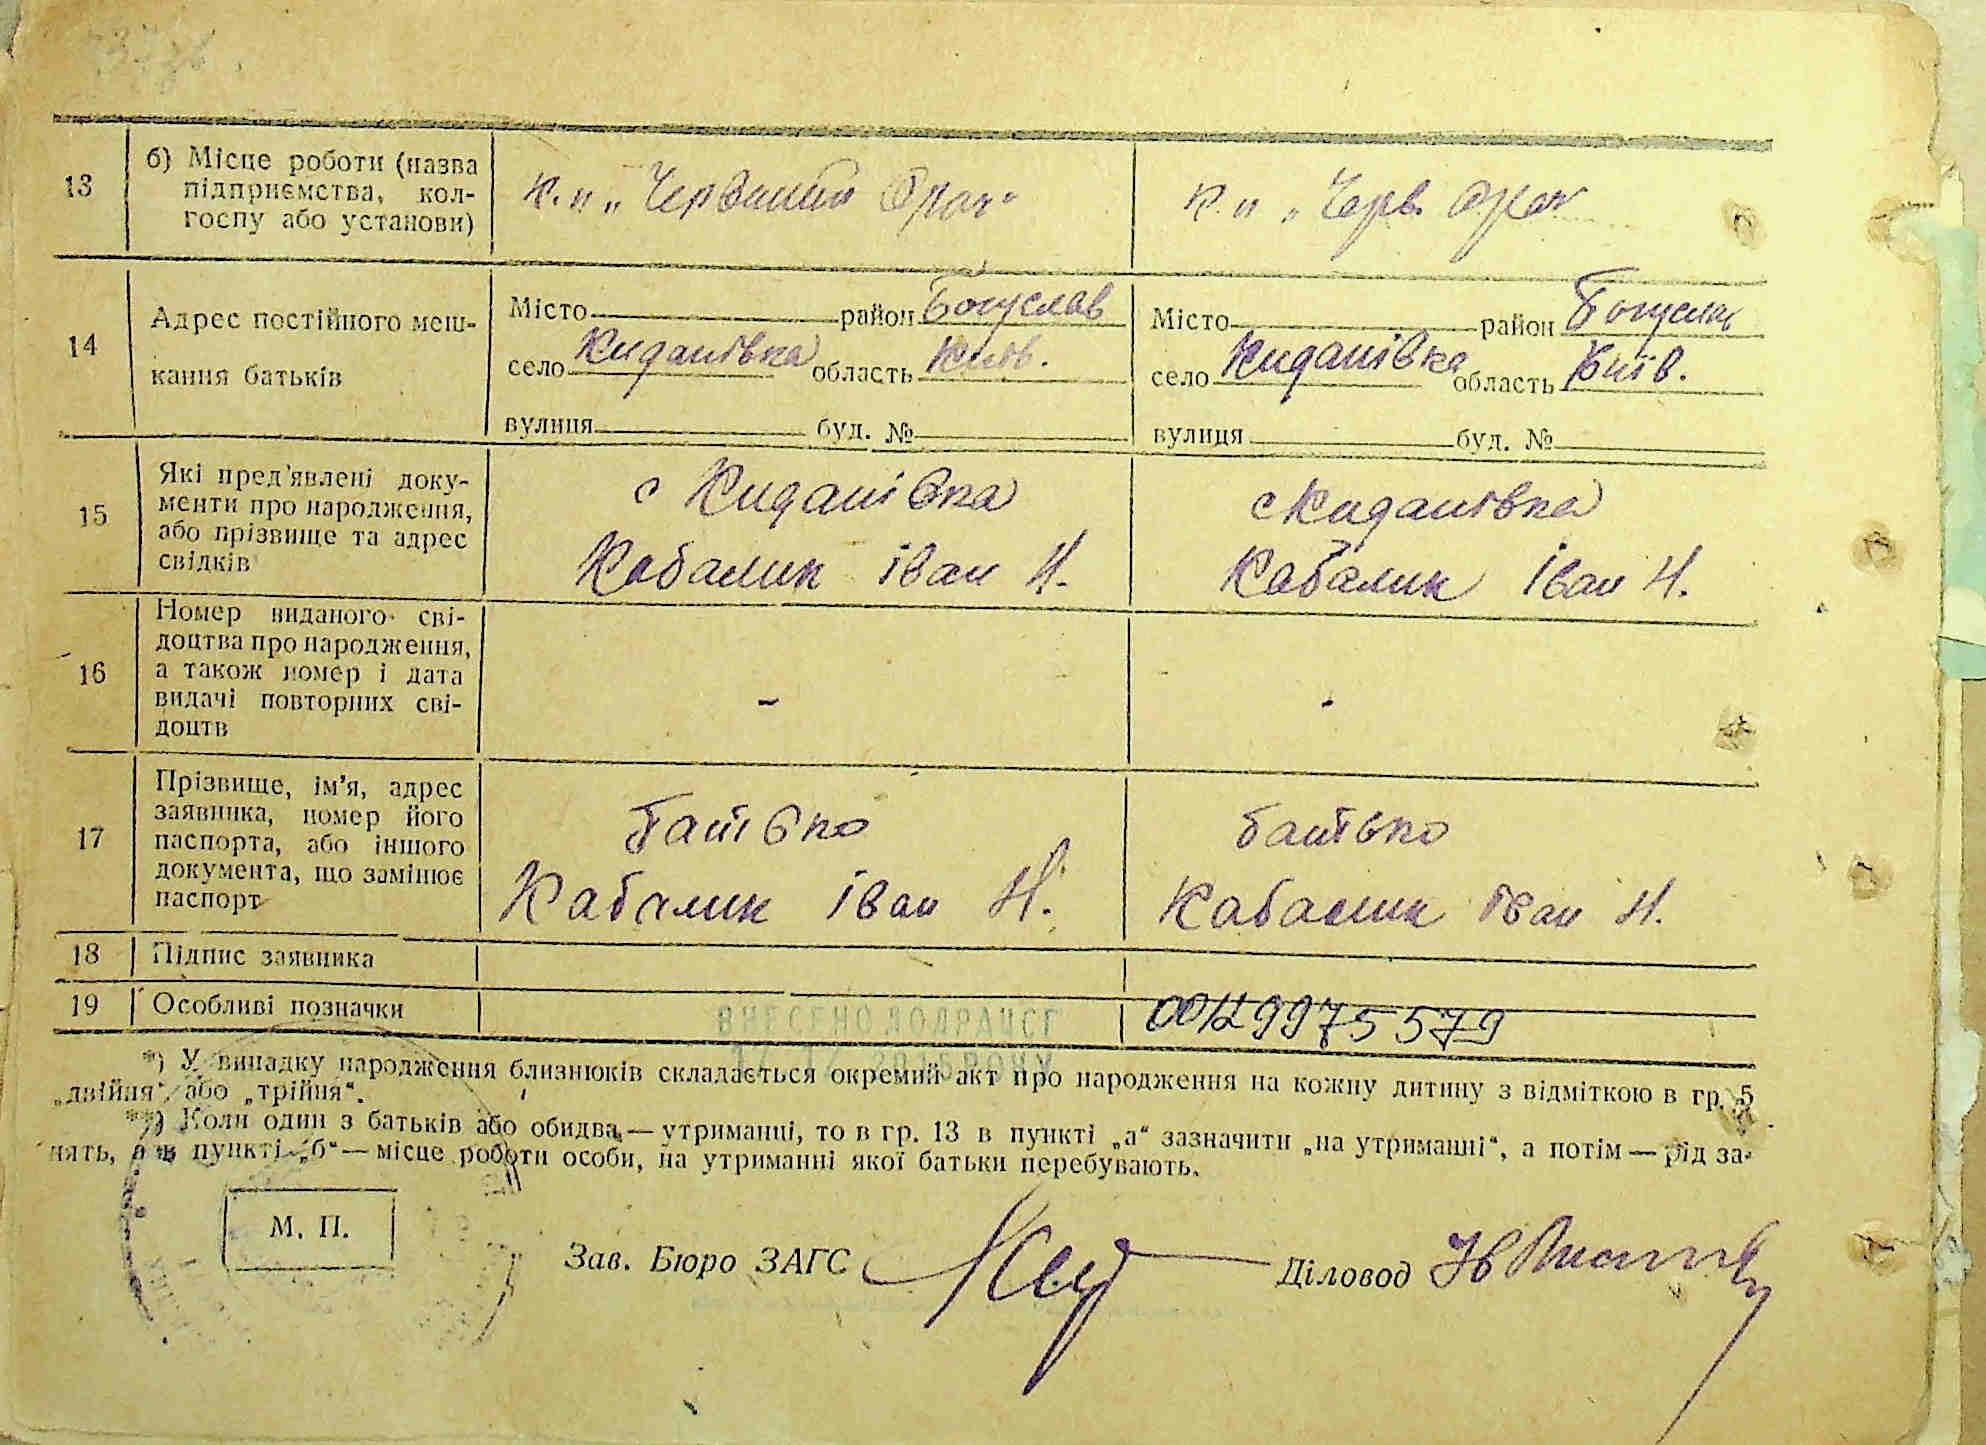 13
б) Місце роботи (назва
підприємства, кол-
госпу або установи)
к. п „Червоний Орач"
к. п „Черв. Орач
14
Адрес постійного меш-
кання батьків
Місто район Богуслав
село Киданівка область Київ.
вулиця буд. №
Місто район Богуслав
село Киданівка область Київ.
вулиця буд. №
15
Які пред'явлені доку-
менти про народження,
або прізвище та адрес
свідків
с Киданівка
Кабалик Іван Н.
с Киданівка
Кабалик Іван Н.
16
Номер виданого сві-
доцтва про народження,
а також номер і дата
видачі повторних сві-
доцтв
-
-
17
Прізвище, ім'я, адрес
заявника, номер його
паспорта, або іншого
документа, що замінює
паспорт
Батько
Кабалик Іван Н.
батько
Кабалик Іван Н.
18 Підпис заявника
19 Особливі позначки
ВНЕСЕНО ДО ДРАЦСГ
00129975579
*) У випадку народження близнюків складається окремий акт про народження на кожну дитину з відміткою в гр. 5
„двійня", або „трійня".
**) Коли один з батьків або обидва — утриманці, то в гр. 13 в пункті „а" зазначити „на утриманні", а потім — рід за-
нять, а в пункті „б" — місце роботи особи, на утриманні якої батьки перебувають.
М. П.
Зав. Бюро ЗАГС
Діловод